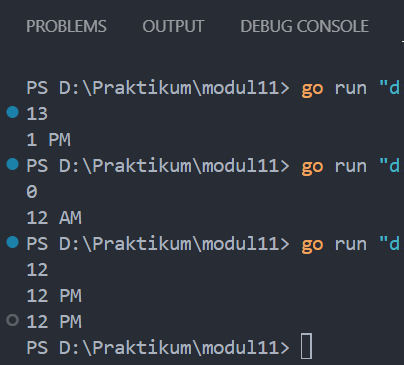 PROBLEMS OUTPUT DEBUG CONSOLE
PS D:\Praktikum\modul11> go run "d
13
1 PM
PS D:\Praktikum\modul11> go run "d
0
12 AM
PS D:\Praktikum\modul11> go run "d
12
12 PM
12 PM
PS D:\Praktikum\modul11>